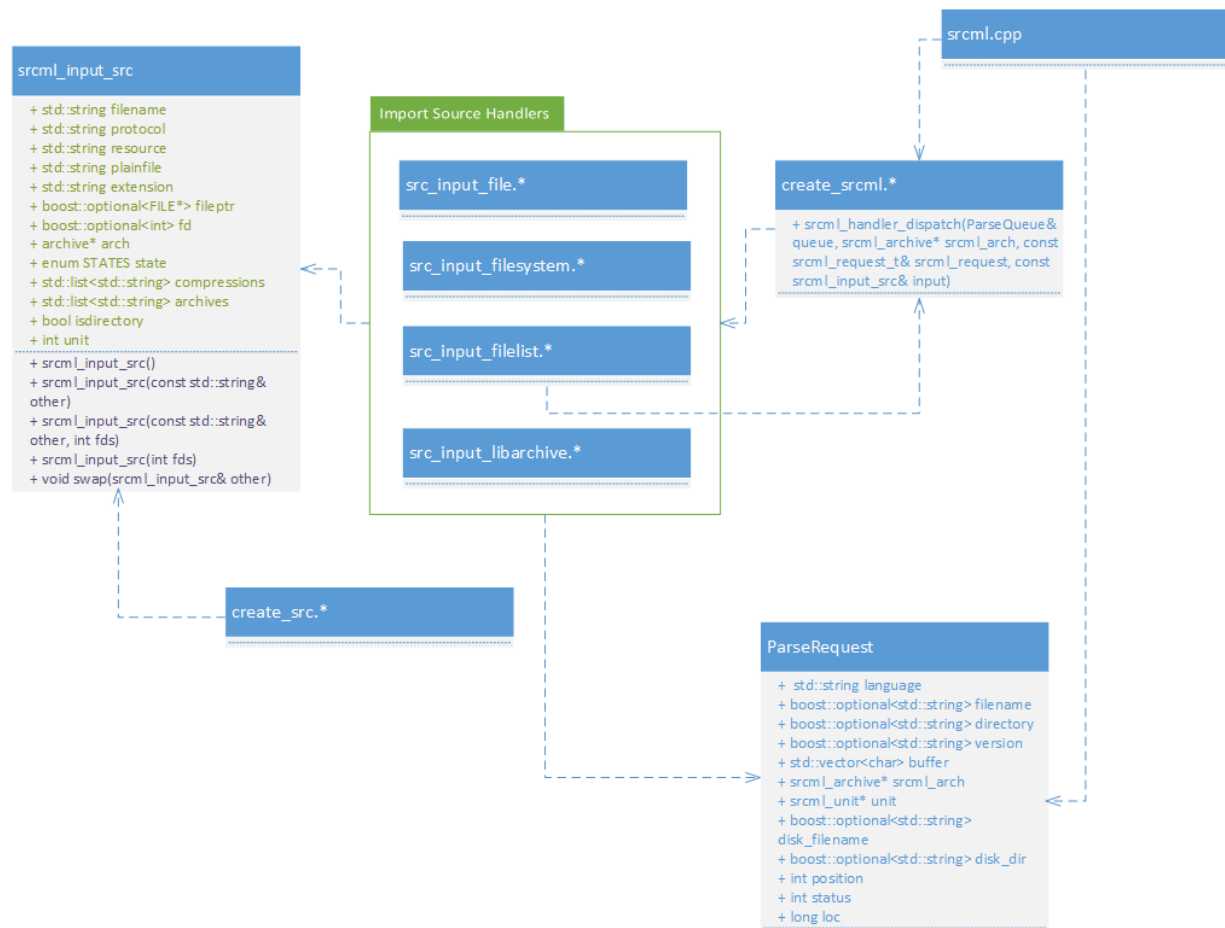 srcml.cpp
srcml_input_src
+ std::string filename
+ std::string protocol
+ std::string resource
+ std::string plainfile
+ std::string extension
+ boost::optional<FILE*> fileptr
+ boost::optional<int> fd
+ archive* arch
+ enum STATES state
+ std::list<std::string> compressions
+ std::list<std::string> archives
+ bool isdirectory
+ int unit
+ srcml_input_src()
+ srcml_input_src(const std::string&
other)
+ srcml_input_src(const std::string&
other, int fds)
+ srcml_input_src(int fds)
+ void swap(srcml_input_src& other)
Import Source Handlers
src_input_file.*
src_input_filesystem.*
src_input_filelist.*
src_input_libarchive.*
create_srcml.*
+ srcml_handler_dispatch(ParseQueue&
queue, srcml_archive* srcml_arch, const
srcml_request_t& srcml_request, const
srcml_input_src& input)
create_src.*
ParseRequest
+ std::string language
+ boost::optional<std::string> filename
+ boost::optional<std::string> directory
+ boost::optional<std::string> version
+ std::vector<char> buffer
+ srcml_archive* srcml_arch
+ srcml_unit* unit
+ boost::optional<std::string>
disk_filename
+ boost::optional<std::string> disk_dir
+ int position
+ int status
+ long loc